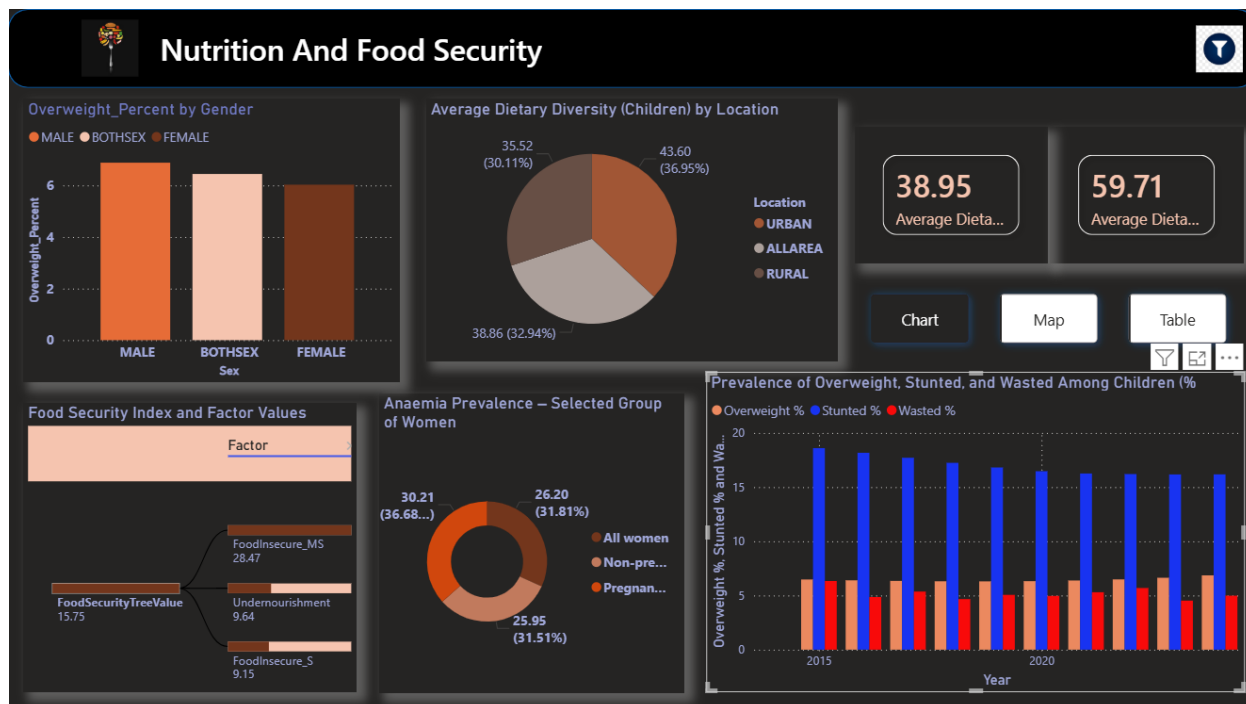 Nutrition And Food Security
Overweight_Percent by Gender
MALE BOTHSEX FEMALE
Overweight_Percent
6
4
2
0
MALE BOTHSEX FEMALE
Sex
Average Dietary Diversity (Children) by Location
35.52
(30.11%)
43.60
(36.95%)
38.86 (32.94%)
Location
URBAN
ALLAREA
RURAL
38.95
Average Dieta...
59.71
Average Dieta...
Chart
Map
Table
Food Security Index and Factor Values
Factor
FoodSecurityTreeValue
15.75
FoodInsecure_MS
28.47
Undernourishment
9.64
FoodInsecure_S
9.15
Anaemia Prevalence – Selected Group
of Women
30.21
(36.68...)
26.20
(31.81%)
25.95
(31.51%)
All women
Non-pre...
Pregnan...
Prevalence of Overweight, Stunted, and Wasted Among Children (%
Overweight % Stunted % Wasted %
Overweight %, Stunted % and Wa...
20
15
10
5
0
2015 2020
Year